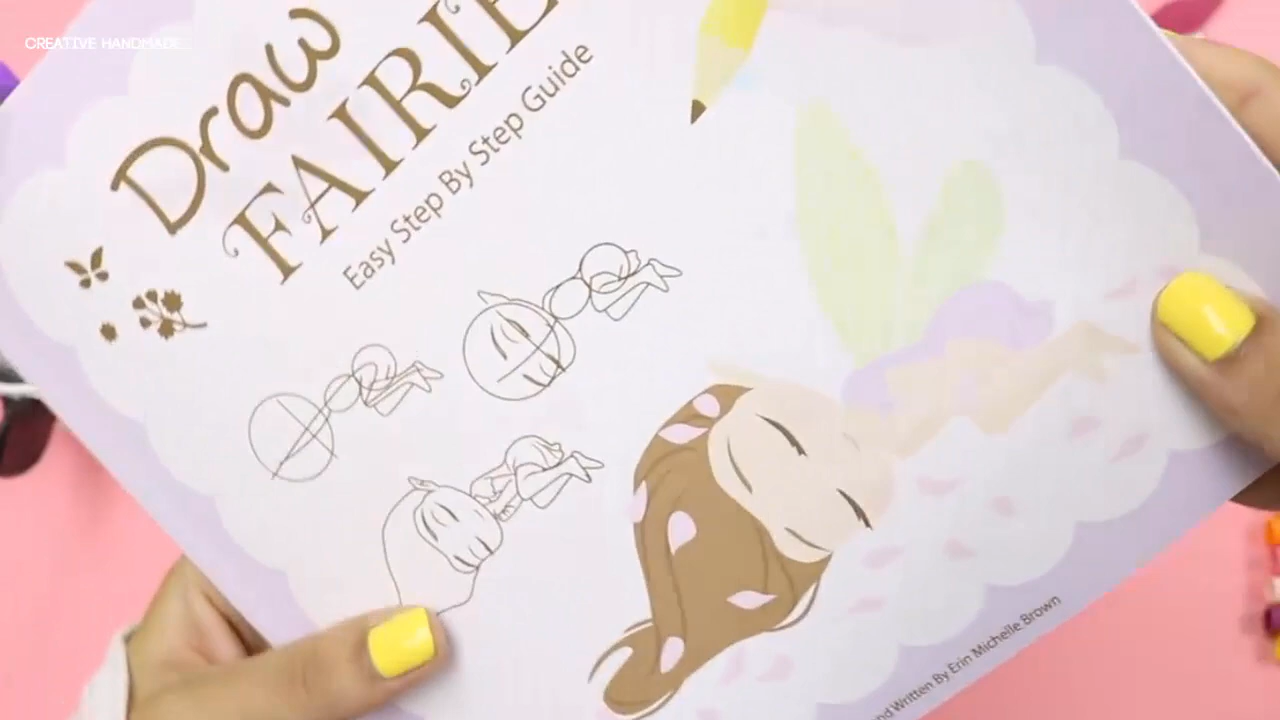 CREATIVE HANDMADE
Draw
FAIRIE
Easy Step By Step Guide
nd Written By Erin Michelle Brown